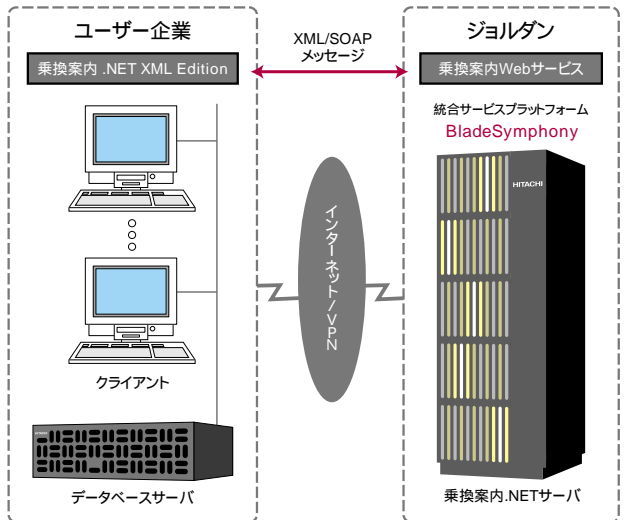 ユーザー企業
乗換案内 .NET XML Edition
クライアント
データベースサーバ
XML/SOAP
メッセージ
インターネット/VPN
ジョルダン
乗換案内Webサービス
統合サービスプラットフォーム
BladeSymphony
HITACHI
乗換案内.NETサーバ